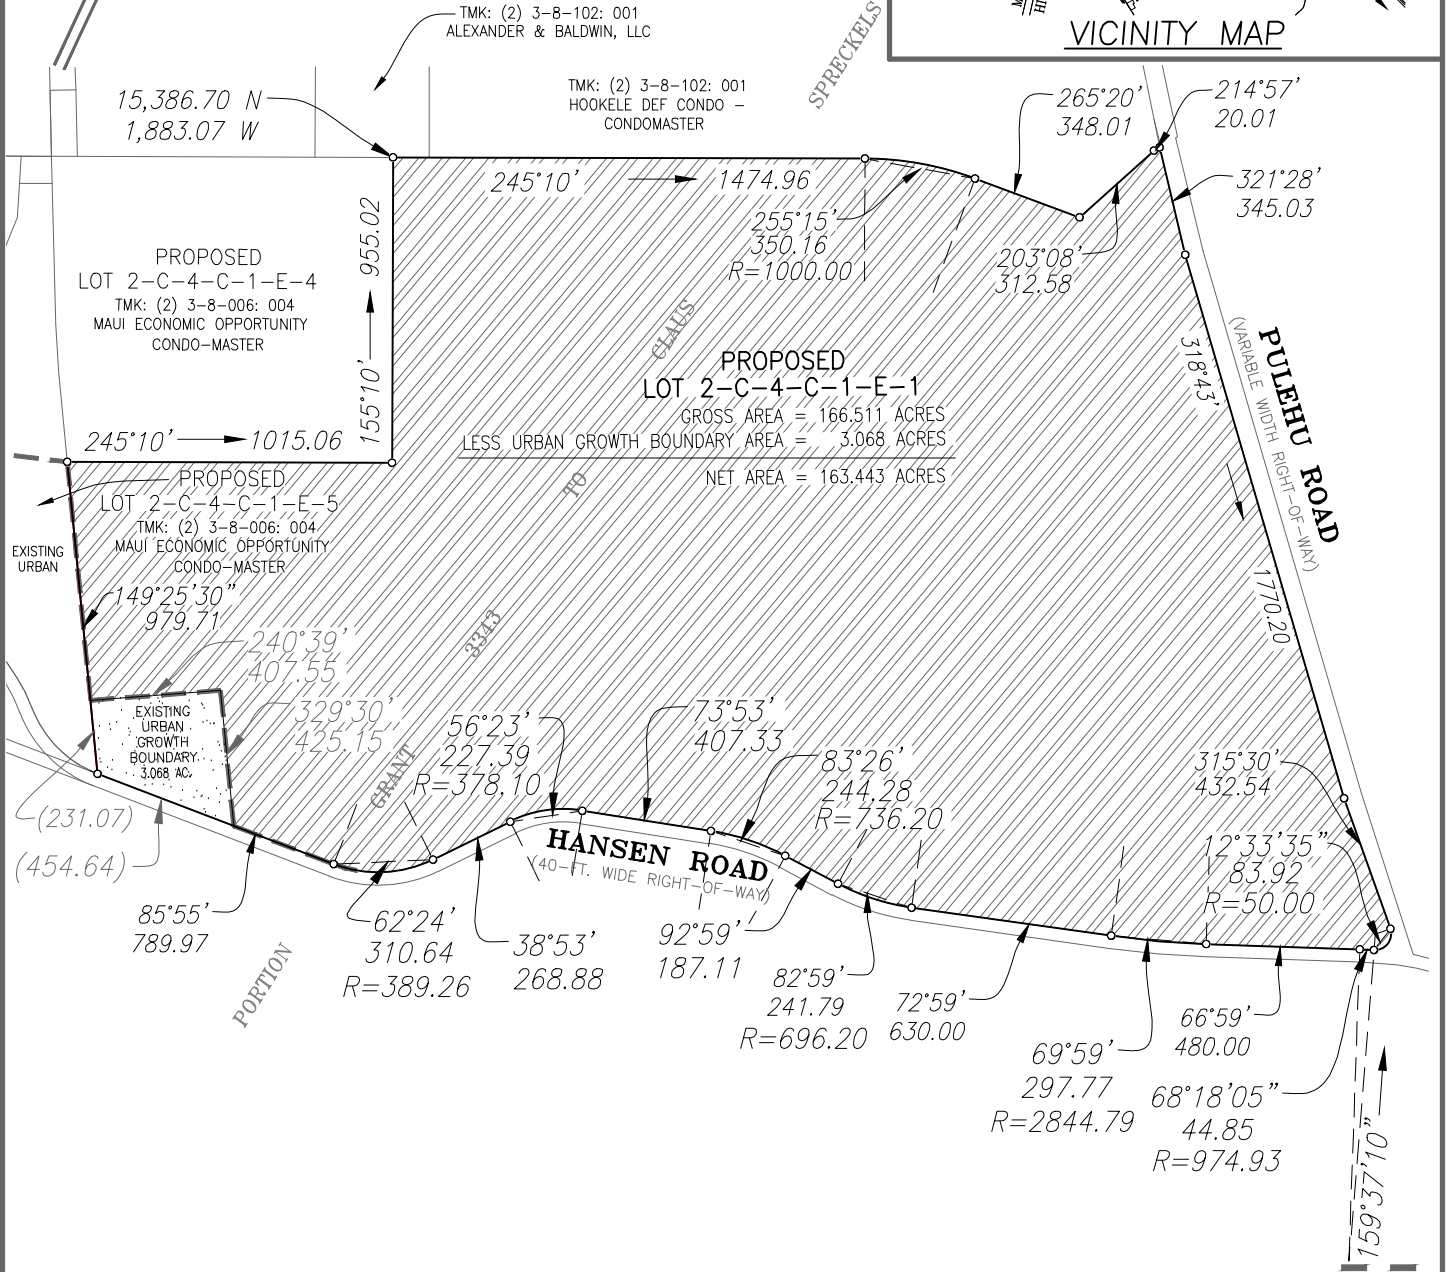 TMK: (2) 3-8-102: 001
ALEXANDER & BALDWIN, LLC
VICINITY MAP
TMK: (2) 3-8-102: 001
HOOKELE DEF CONDO –
CONDOMASTER
SPRECKELS
15,386.70 N
1,883.07 W
265°20'
348.01
214°57'
20.01
245°10'
1474.96
321°28'
345.03
255°15'
350.16
R=1000.00
203°08'
312.58
PROPOSED
LOT 2-C-4-C-1-E-4
TMK: (2) 3-8-006: 004
MAUI ECONOMIC OPPORTUNITY
CONDO-MASTER
155°10'
955.02
CLAUS
PROPOSED
LOT 2-C-4-C-1-E-1
GROSS AREA = 166.511 ACRES
LESS URBAN GROWTH BOUNDARY AREA = 3.068 ACRES
NET AREA = 163.443 ACRES
318°43'
1770.20
PULEHU ROAD
(VARIABLE WIDTH RIGHT-OF-WAY)
245°10'
1015.06
PROPOSED
LOT 2-C-4-C-1-E-5
TMK: (2) 3-8-006: 004
MAUI ECONOMIC OPPORTUNITY
CONDO-MASTER
TO
EXISTING
URBAN
149°25'30"
979.71
3343
240°39'
407.55
EXISTING
URBAN
GROWTH
BOUNDARY
3.068 AC.
329°30'
425.15
56°23'
227.39
R=378.10
73°53'
407.33
83°26'
244.28
R=736.20
315°30'
432.54
GRANT
(231.07)
(454.64)
HANSEN ROAD
(40-FT. WIDE RIGHT-OF-WAY)
12°33'35"
83.92
R=50.00
85°55'
789.97
62°24'
310.64
R=389.26
38°53'
268.88
92°59'
187.11
PORTION
82°59'
241.79
R=696.20
72°59'
630.00
69°59'
297.77
R=2844.79
66°59'
480.00
68°18'05"
44.85
R=974.93
159°37'10"